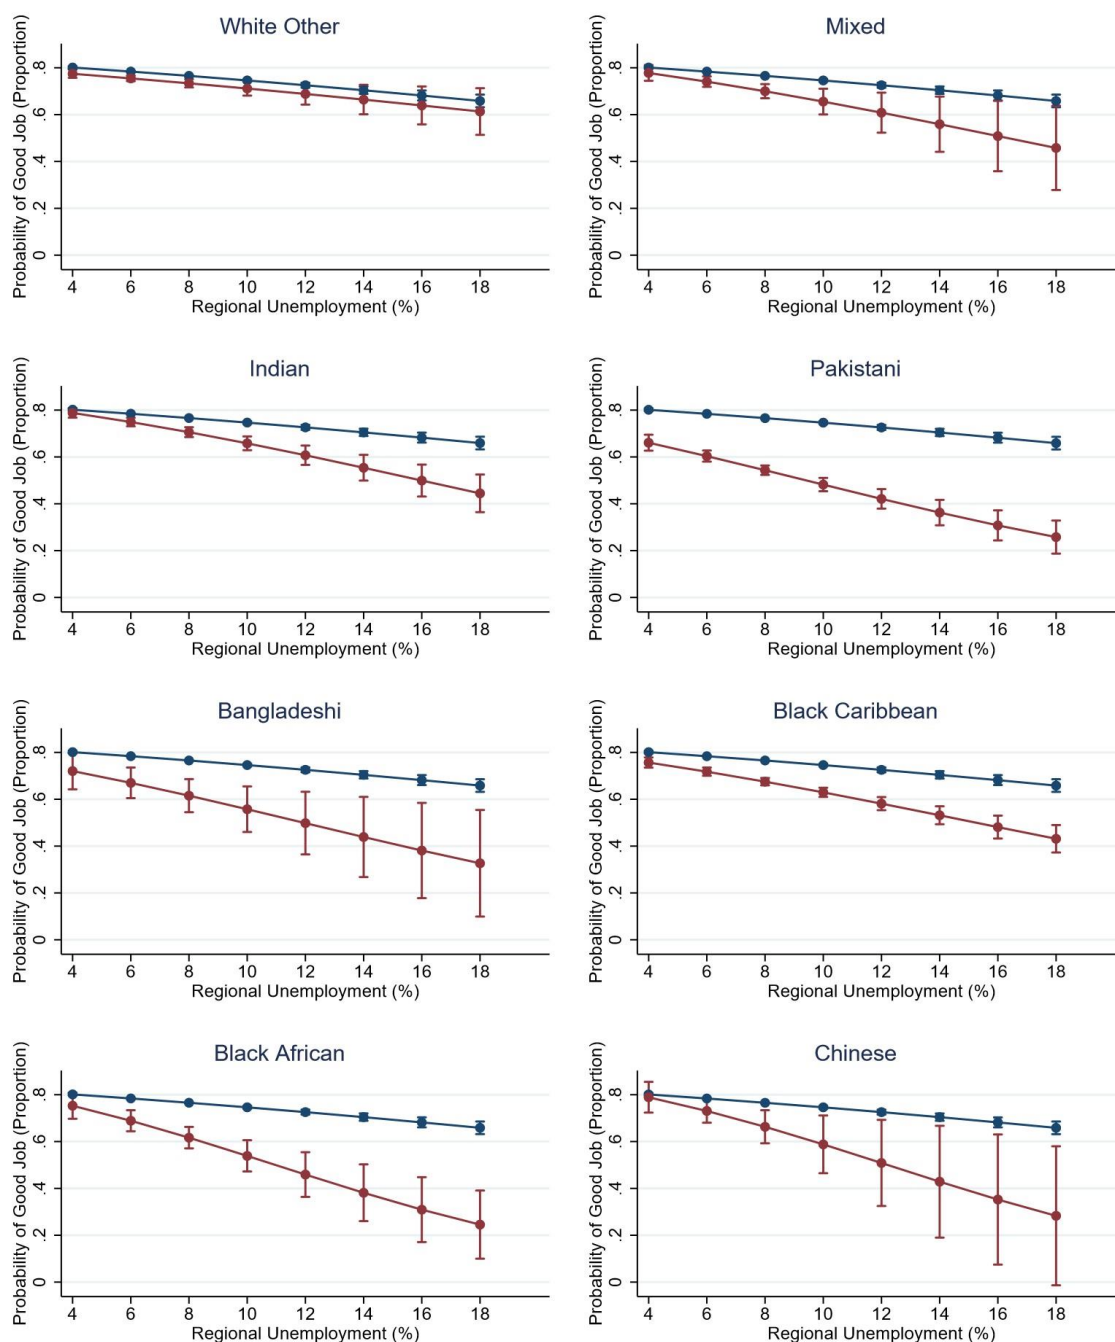 White Other
Probability of Good Job (Proportion)
.8
.6
.4
.2
0
4 6 8 10 12 14 16 18
Regional Unemployment (%)
Mixed
Probability of Good Job (Proportion)
.8
.6
.4
.2
0
4 6 8 10 12 14 16 18
Regional Unemployment (%)
Indian
Probability of Good Job (Proportion)
.8
.6
.4
.2
0
4 6 8 10 12 14 16 18
Regional Unemployment (%)
Pakistani
Probability of Good Job (Proportion)
.8
.6
.4
.2
0
4 6 8 10 12 14 16 18
Regional Unemployment (%)
Bangladeshi
Probability of Good Job (Proportion)
.8
.6
.4
.2
0
4 6 8 10 12 14 16 18
Regional Unemployment (%)
Black Caribbean
Probability of Good Job (Proportion)
.8
.6
.4
.2
0
4 6 8 10 12 14 16 18
Regional Unemployment (%)
Black African
Probability of Good Job (Proportion)
.8
.6
.4
.2
0
4 6 8 10 12 14 16 18
Regional Unemployment (%)
Chinese
Probability of Good Job (Proportion)
.8
.6
.4
.2
0
4 6 8 10 12 14 16 18
Regional Unemployment (%)